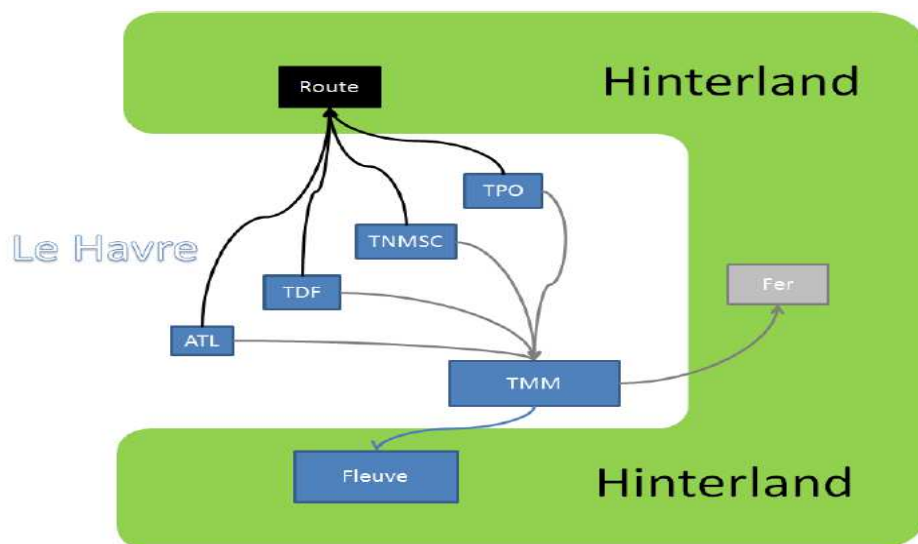 Hinterland
Route
TPO
TNMSC
Le Havre
TDF
Fer
ATL
TMM
Fleuve
Hinterland